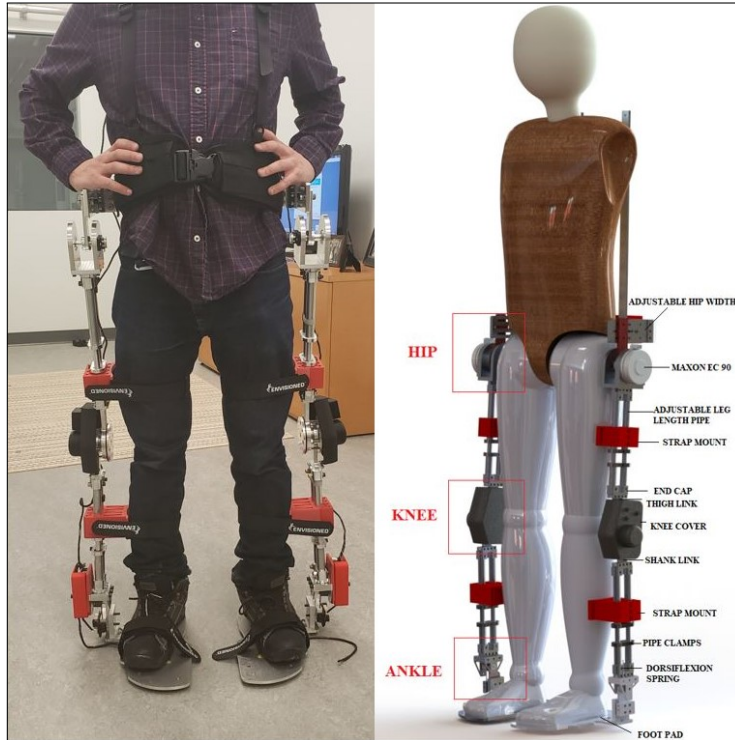 ENVISIONED
ENVISIONED
ENVISIONED
ENVISIONED
HIP
KNEE
ANKLE
ADJUSTABLE HIP WIDTH
MAXON EC 90
ADJUSTABLE LEG
LENGTH PIPE
STRAP MOUNT
END CAP
THIGH LINK
KNEE COVER
SHANK LINK
STRAP MOUNT
PIPE CLAMPS
DORSIFLEXION
SPRING
FOOT PAD